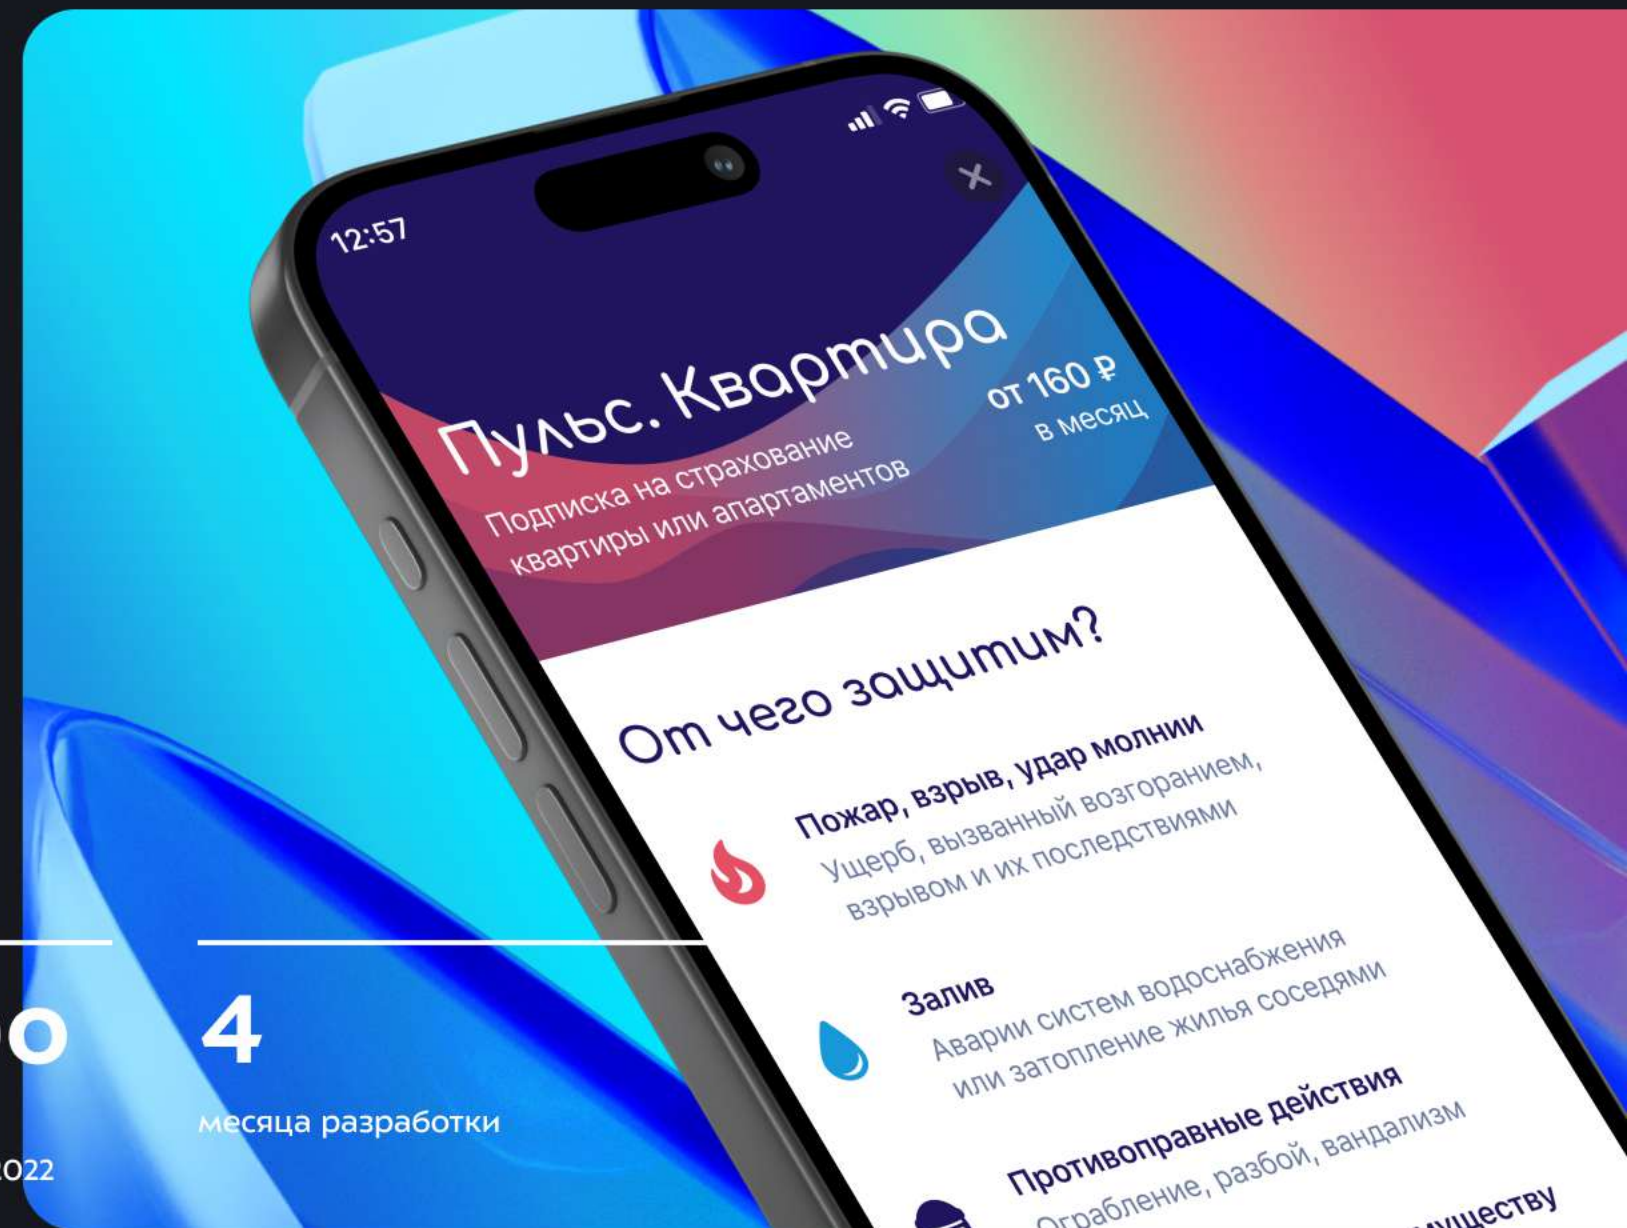 12:57
Пульс. Квартира
Подписка на страхование
квартиры или апартаментов
от 160 ₽
в месяц
От чего защитим?
Пожар, взрыв, удар молнии
Ущерб, вызванный возгоранием,
взрывом и их последствиями
Залив
Аварии систем водоснабжения
или затопление жилья соседями
Противоправные действия
Ограбление, разбой, вандализм
4
месяца разработки
2022